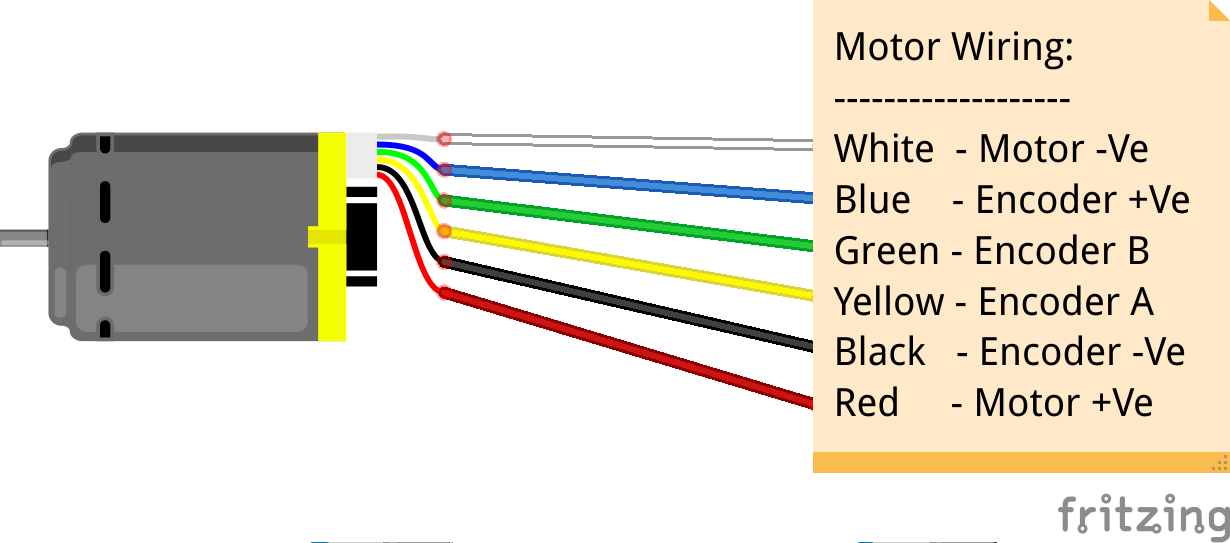 Motor Wiring:
-------------------
White - Motor -Ve
Blue - Encoder +Ve
Green - Encoder B
Yellow - Encoder A
Black - Encoder -Ve
Red - Motor +Ve
fritzing